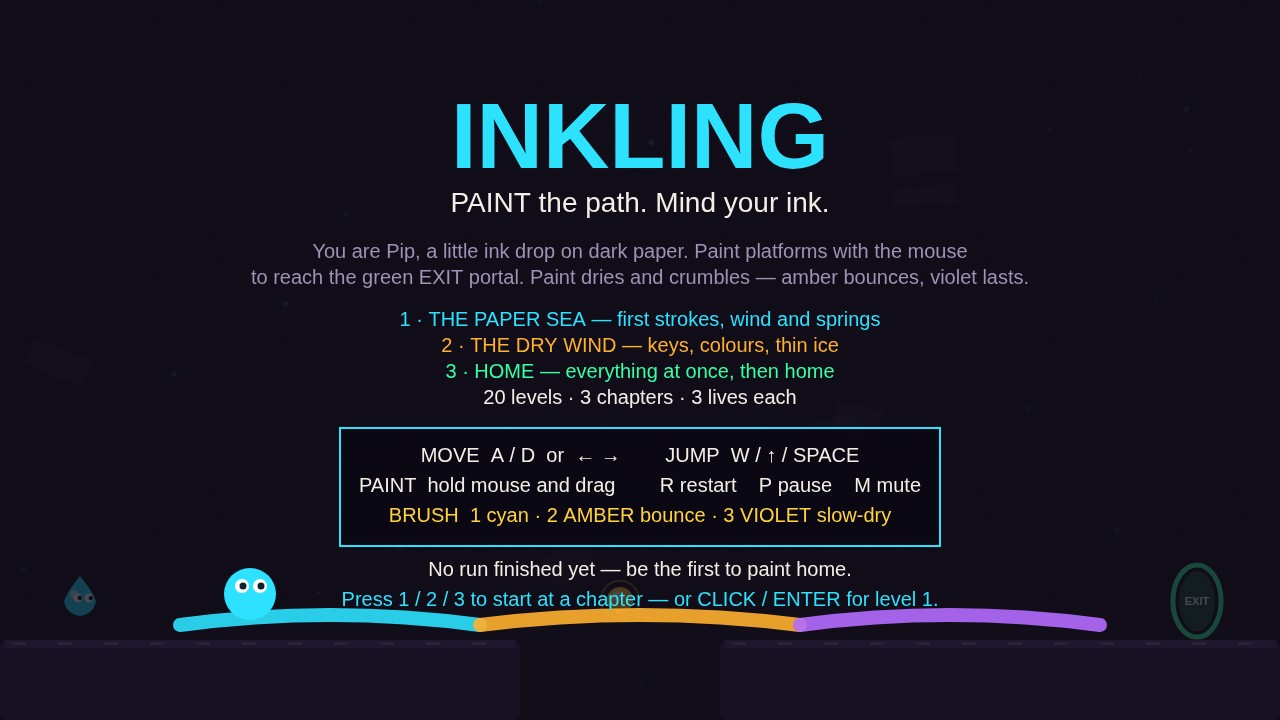 INKLING
PAINT the path. Mind your ink.
You are Pip, a little ink drop on dark paper. Paint platforms with the mouse
to reach the green EXIT portal. Paint dries and crumbles — amber bounces, violet lasts.
1 · THE PAPER SEA — first strokes, wind and springs
2 · THE DRY WIND — keys, colours, thin ice
3 · HOME — everything at once, then home
20 levels · 3 chapters · 3 lives each
MOVE A / D or ← → JUMP W / ↑ / SPACE
PAINT hold mouse and drag R restart P pause M mute
BRUSH 1 cyan · 2 AMBER bounce · 3 VIOLET slow-dry
No run finished yet — be the first to paint home.
Press 1 / 2 / 3 to start at a chapter — or CLICK / ENTER for level 1.
EXIT